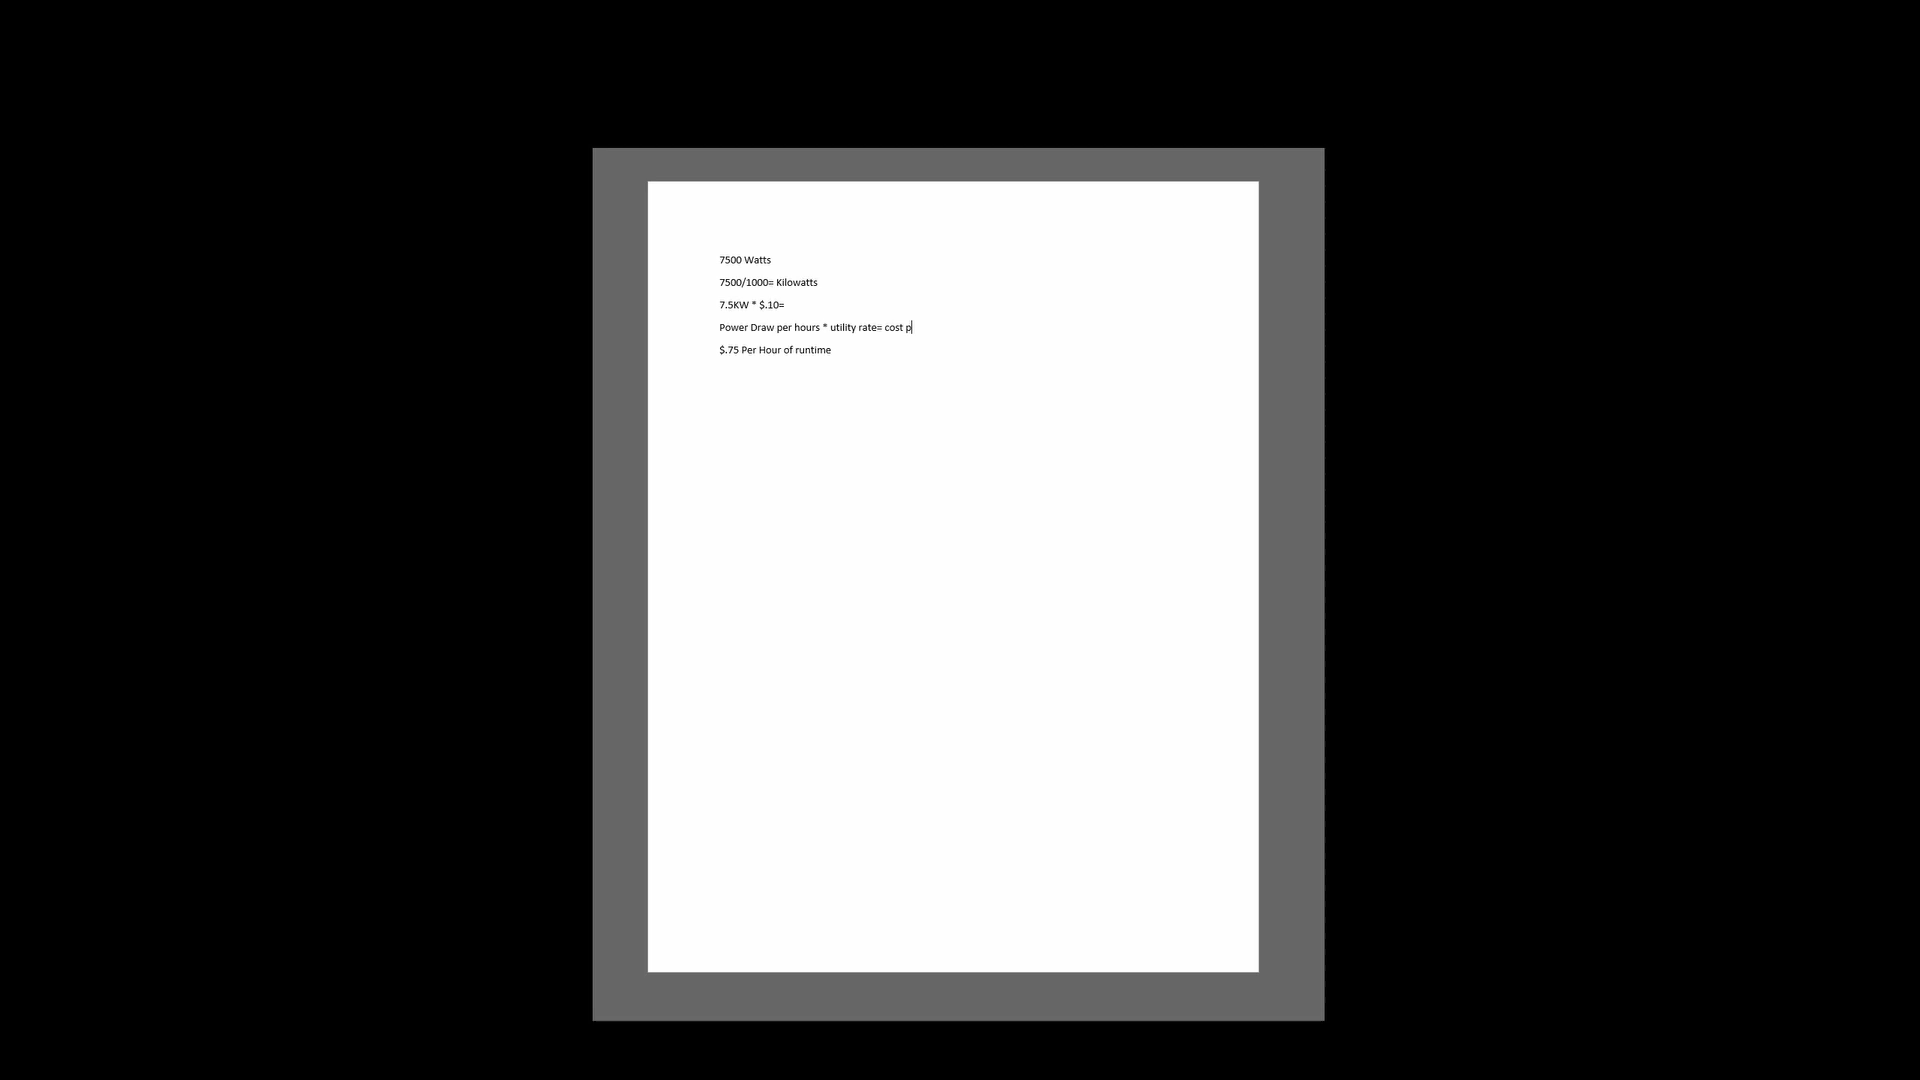 7500 Watts
7500/1000= Kilowatts
7.5KW * $.10=
Power Draw per hours * utility rate= cost p
$.75 Per Hour of runtime